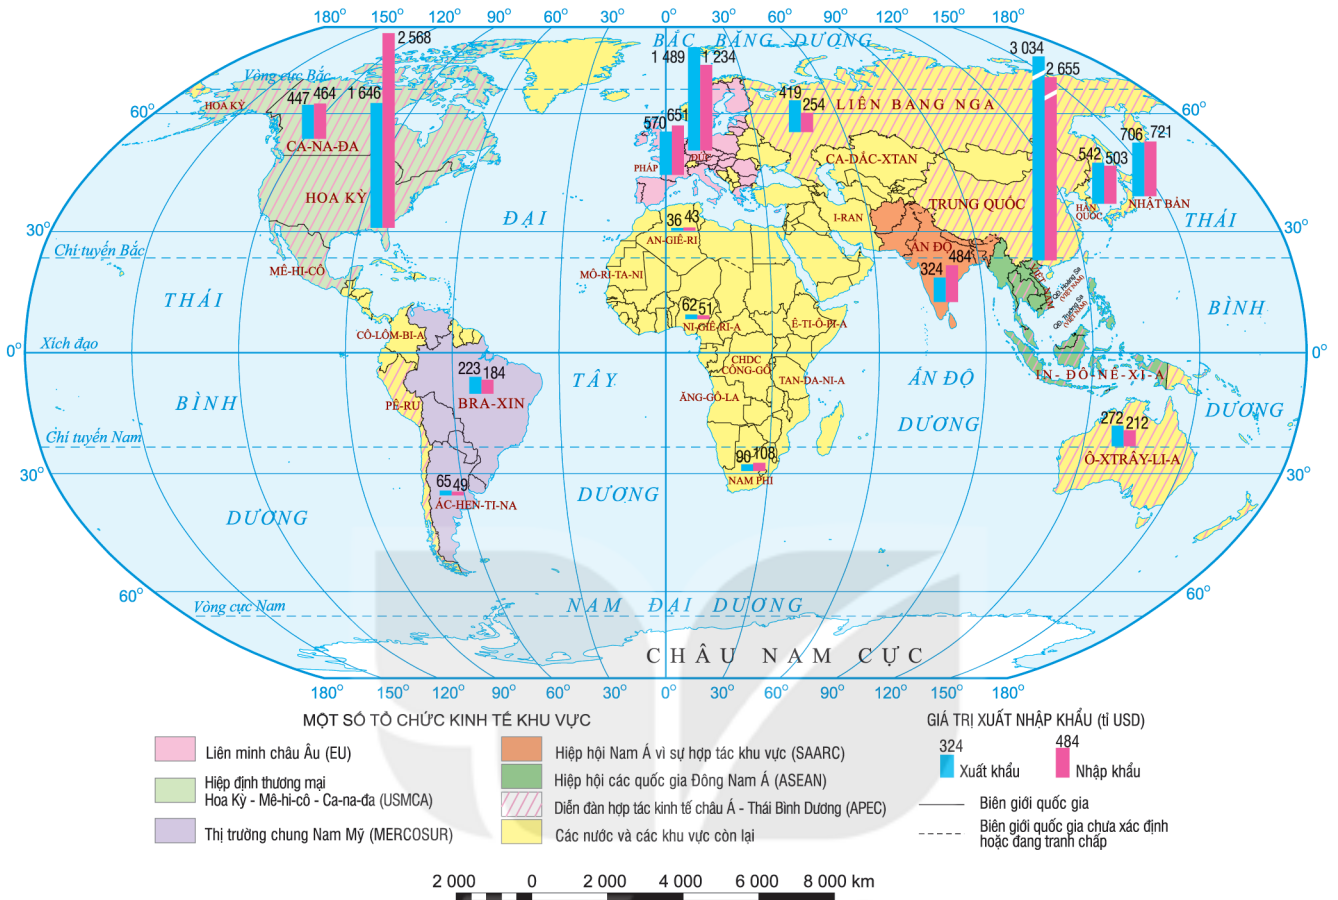 180° 150° 120° 90° 60° 30° 0° 30° 60° 90° 120° 150° 180°
BẮC BĂNG DƯƠNG
2 568
1 489
1 234
3 034
2 655
Vòng cực Bắc
HOA KỲ
447
464
1 646
419
254
LIÊN BANG NGA
60°
60°
570
651
706
721
CA-NA-ĐA
ĐỨC
PHÁP
CA-DẮC-XTAN
542
503
HOA KỲ
TRUNG QUỐC
HÀN QUỐC
NHẬT BẢN
ĐẠI
36
43
I-RAN
THÁI
30°
30°
AN-GIÊ-RI
ẤN ĐỘ
Chí tuyến Bắc
MÊ-HI-CÔ
MÔ-RI-TA-NI
324
484
VIỆT NAM
QĐ. Hoàng Sa
(VIỆT NAM)
THÁI
62
51
QĐ. Trường Sa
(VIỆT NAM)
BÌNH
CÔ-LÔM-BI-A
NI-GIÊ-RI-A
Ê-TI-Ô-PI-A
Xích đạo
0°
0°
223
184
CHDC
CÔNG-GÔ
TÂY
TAN-DA-NI-A
ẤN ĐỘ
IN-ĐÔ-NÊ-XI-A
BÌNH
PÊ-RU
BRA-XIN
ĂNG-GÔ-LA
DƯƠNG
272
212
DƯƠNG
Chí tuyến Nam
90
108
Ô-XTRÂY-LI-A
30°
30°
65
49
NAM PHI
DƯƠNG
ÁC-HEN-TI-NA
DƯƠNG
60°
60°
Vòng cực Nam
NAM ĐẠI DƯƠNG
CHÂU NAM CỰC
180° 150° 120° 90° 60° 30° 0° 30° 60° 90° 120° 150° 180°
MỘT SỐ TỔ CHỨC KINH TẾ KHU VỰC
Liên minh châu Âu (EU)
Hiệp định thương mại
Hoa Kỳ - Mê-hi-cô - Ca-na-đa (USMCA)
Thị trường chung Nam Mỹ (MERCOSUR)
Hiệp hội Nam Á vì sự hợp tác khu vực (SAARC)
Hiệp hội các quốc gia Đông Nam Á (ASEAN)
Diễn đàn hợp tác kinh tế châu Á - Thái Bình Dương (APEC)
Các nước và các khu vực còn lại
GIÁ TRỊ XUẤT NHẬP KHẨU (tỉ USD)
324
Xuất khẩu
484
Nhập khẩu
Biên giới quốc gia
Biên giới quốc gia chưa xác định
hoặc đang tranh chấp
2 000 0 2 000 4 000 6 000 8 000 km